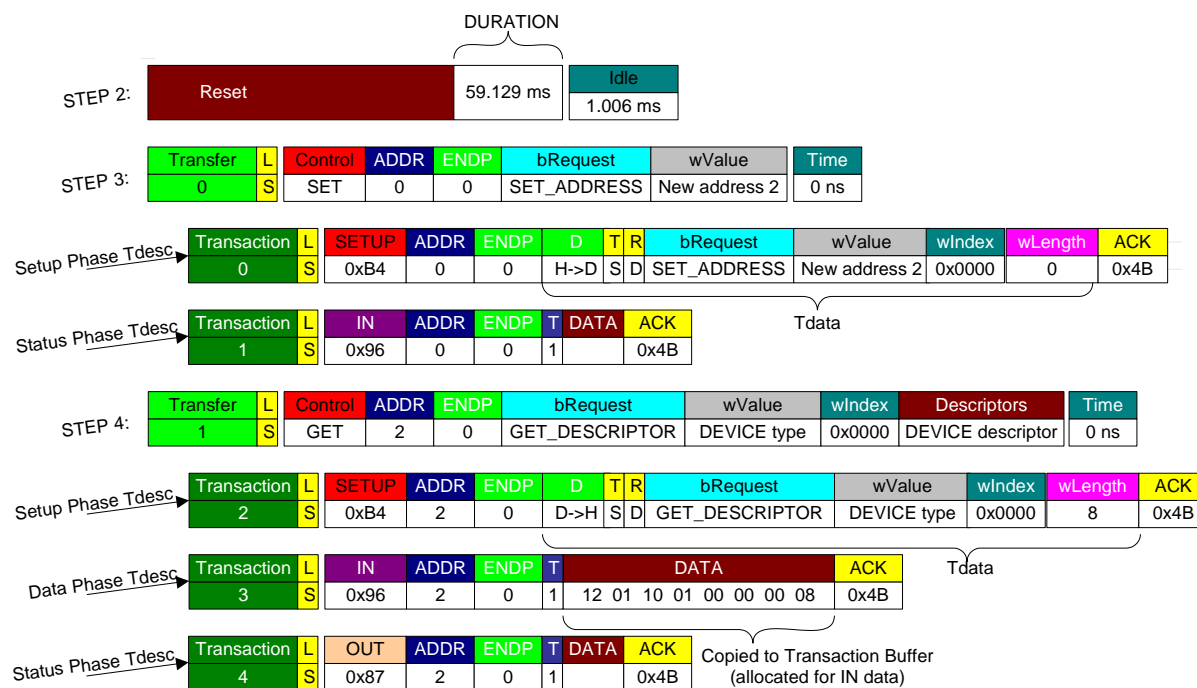 DURATION
STEP 2: Reset 59.129 ms Idle
1.006 ms
STEP 3: Transfer L Control ADDR ENDP bRequest wValue Time
0 S SET 0 0 SET_ADDRESS New address 2 0 ns
Setup Phase Tdesc Transaction L SETUP ADDR ENDP D T R bRequest wValue wIndex wLength ACK
0 S 0xB4 0 0 H->D S D SET_ADDRESS New address 2 0x0000 0 0x4B
Tdata
Status Phase Tdesc Transaction L IN ADDR ENDP T DATA ACK
1 S 0x96 0 0 1 0x4B
STEP 4: Transfer L Control ADDR ENDP bRequest wValue wIndex Descriptors Time
1 S GET 2 0 GET_DESCRIPTOR DEVICE type 0x0000 DEVICE descriptor 0 ns
Setup Phase Tdesc Transaction L SETUP ADDR ENDP D T R bRequest wValue wIndex wLength ACK
2 S 0xB4 2 0 D->H S D GET_DESCRIPTOR DEVICE type 0x0000 8 0x4B
Tdata
Data Phase Tdesc Transaction L IN ADDR ENDP T DATA ACK
3 S 0x96 2 0 1 12 01 10 01 00 00 00 08 0x4B
Copied to Transaction Buffer
(allocated for IN data)
Status Phase Tdesc Transaction L OUT ADDR ENDP T DATA ACK
4 S 0x87 2 0 1 0x4B